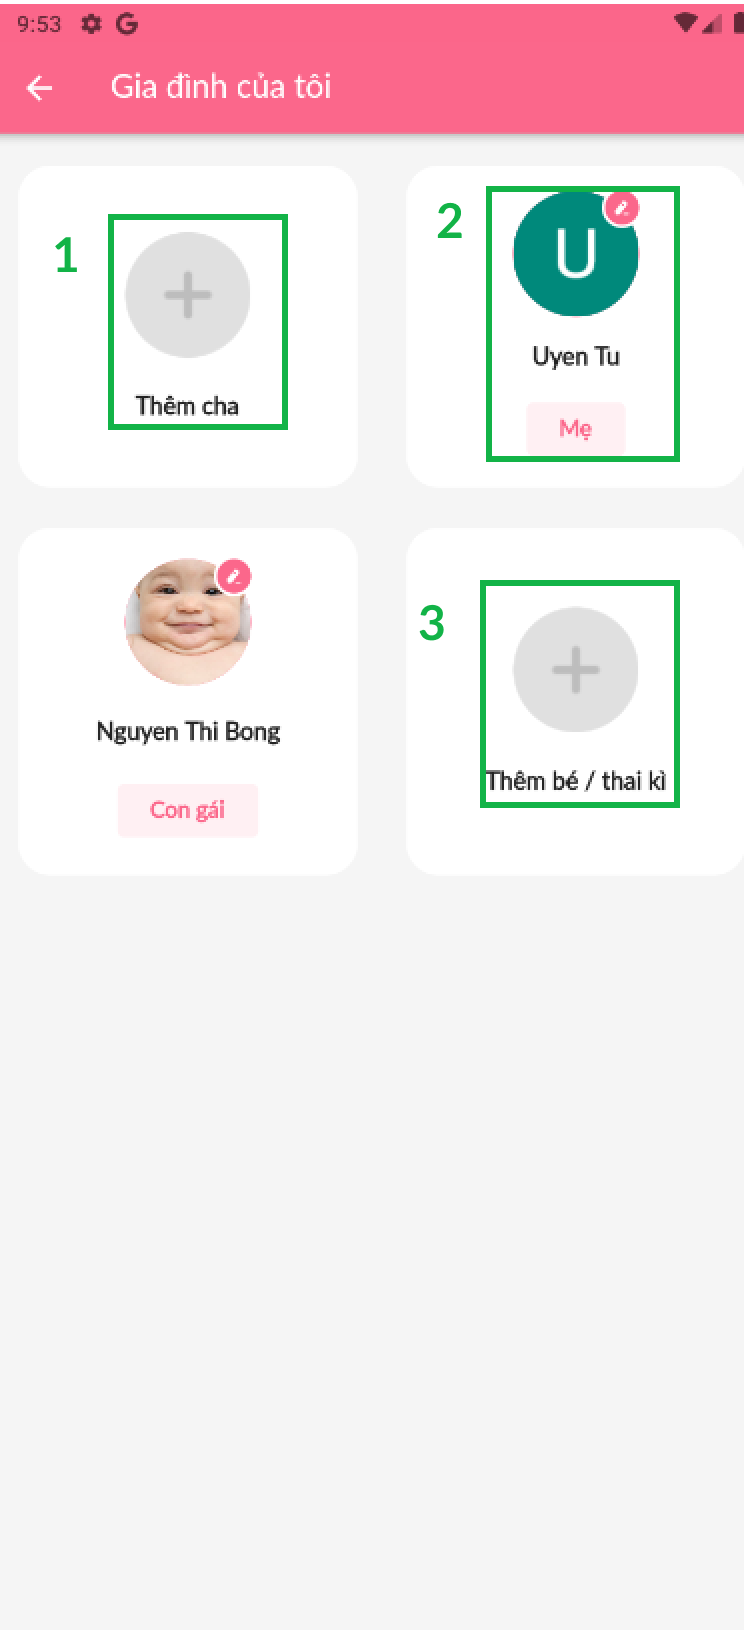 9:53
Gia đình của tôi
1
Thêm cha
2
U
Uyen Tu
Mẹ
Nguyen Thi Bong
Con gái
3
Thêm bé / thai kì